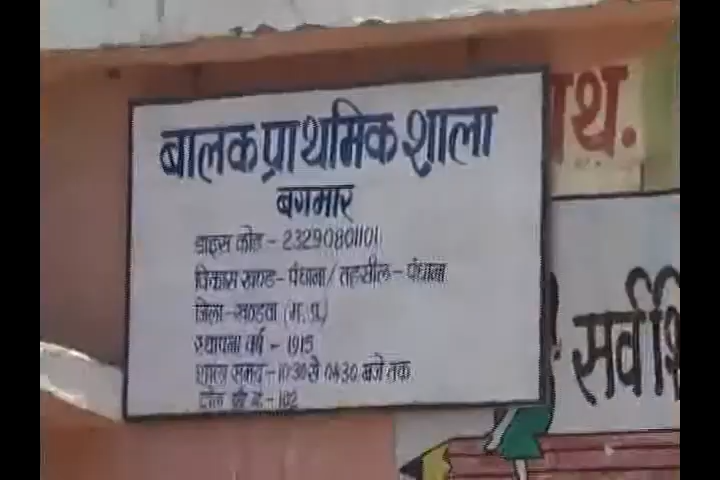 बालक प्राथमिक शाला
बगमार
डाइस कोड - 23290801101
विकास खण्ड - पंधाना / तहसील - पंधाना
जिला - खण्डवा (म.प्र.)
स्थापना वर्ष - 1915
शाला समय - 10:30 से 04:30 बजे तक
- 102
थ.
सर्व शि